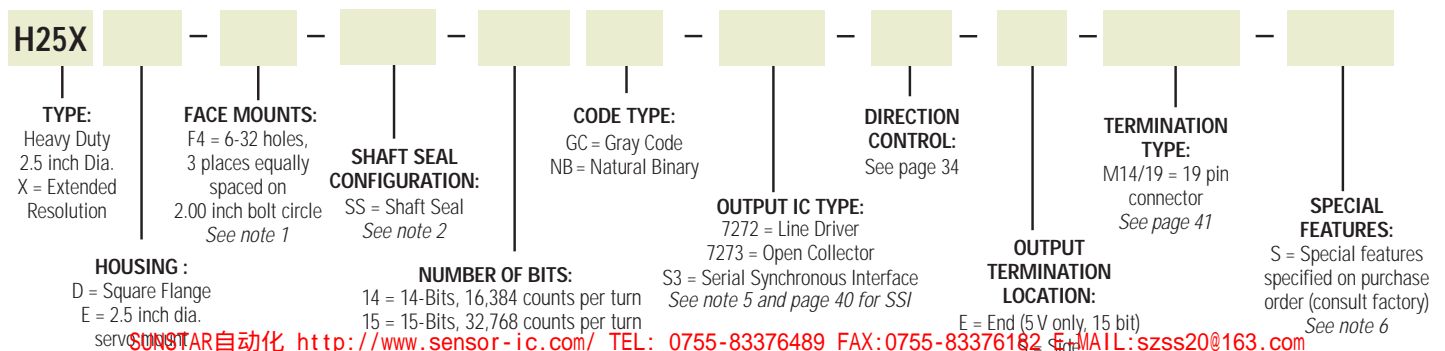 H25X – – – – – – – –
TYPE:
Heavy Duty
2.5 inch Dia.
X = Extended
Resolution
HOUSING :
D = Square Flange
E = 2.5 inch dia.
servo mount
FACE MOUNTS:
F4 = 6-32 holes,
3 places equally
spaced on
2.00 inch bolt circle
See note 1
SHAFT SEAL
CONFIGURATION:
SS = Shaft Seal
See note 2
NUMBER OF BITS:
14 = 14-Bits, 16,384 counts per turn
15 = 15-Bits, 32,768 counts per turn
CODE TYPE:
GC = Gray Code
NB = Natural Binary
OUTPUT IC TYPE:
7272 = Line Driver
7273 = Open Collector
S3 = Serial Synchronous Interface
See note 5 and page 40 for SSI
DIRECTION
CONTROL:
See page 34
OUTPUT
TERMINATION
LOCATION:
E = End (5 V only, 15 bit)
S = Side
TERMINATION
TYPE:
M14/19 = 19 pin
connector
See page 41
SPECIAL
FEATURES:
S = Special features
specified on purchase
order (consult factory)
See note 6
SUNSTAR自动化 http://www.sensor-ic.com/ TEL: 0755-83376489 FAX:0755-83376182 E-MAIL:szss20@163.com